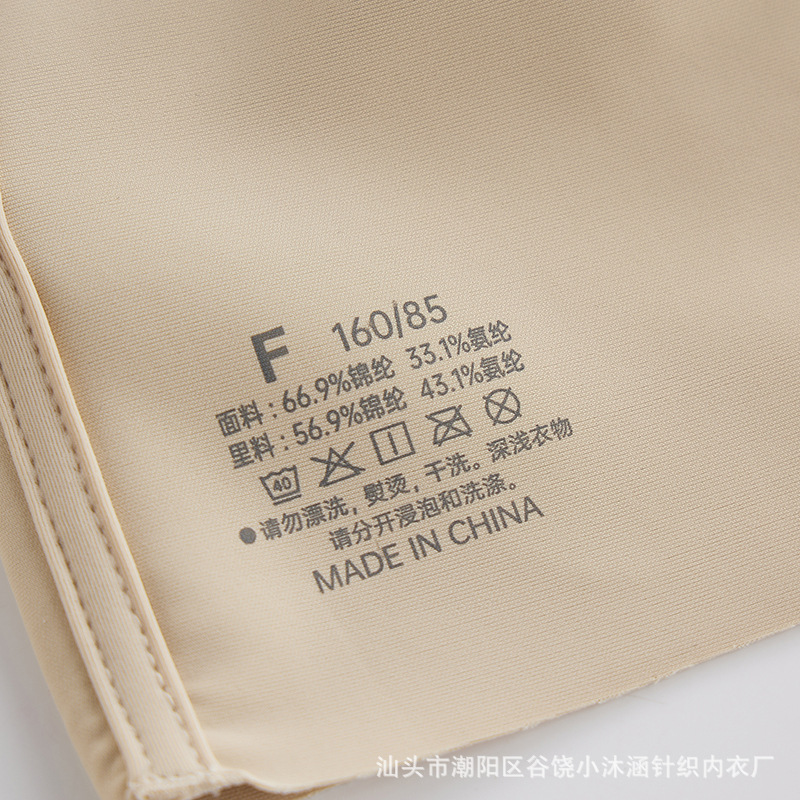 F 160/85
面料：66.9%锦纶 33.1%氨纶
里料：56.9%锦纶 43.1%氨纶
40
●请勿漂洗，熨烫，干洗。深浅衣物
请分开浸泡和洗涤。
MADE IN CHINA
汕头市潮阳区谷饶小沐涵针织内衣厂